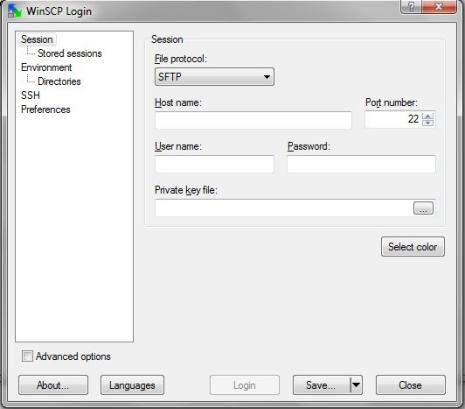 WinSCP Login
Session
Stored sessions
Environment
Directories
SSH
Preferences
Session
File protocol:
SFTP
Host name:
Port number:
22
User name:
Password:
Private key file:
...
Select color
Advanced options
About... Languages Login Save... Close